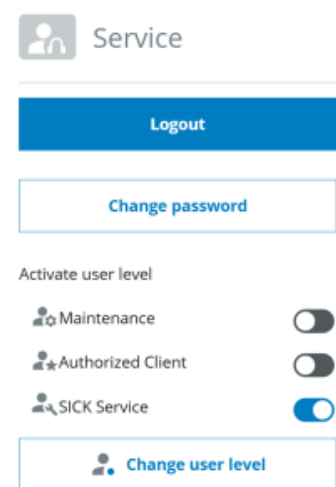 Service
Logout
Change password
Activate user level
Maintenance
Authorized Client
SICK Service
Change user level